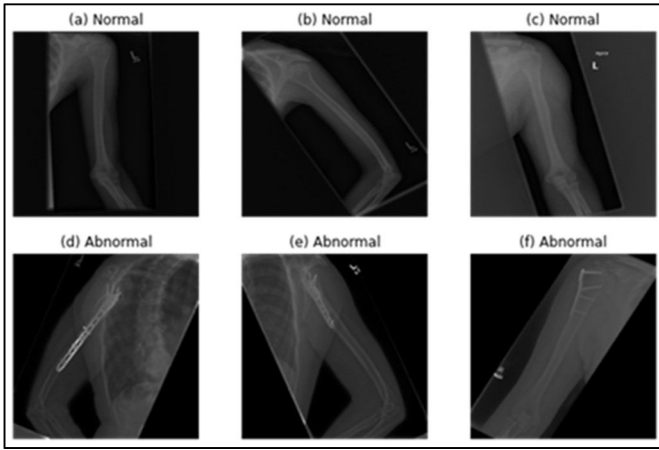 (a) Normal
(b) Normal
(c) Normal
L
(d) Abnormal
(e) Abnormal
(f) Abnormal